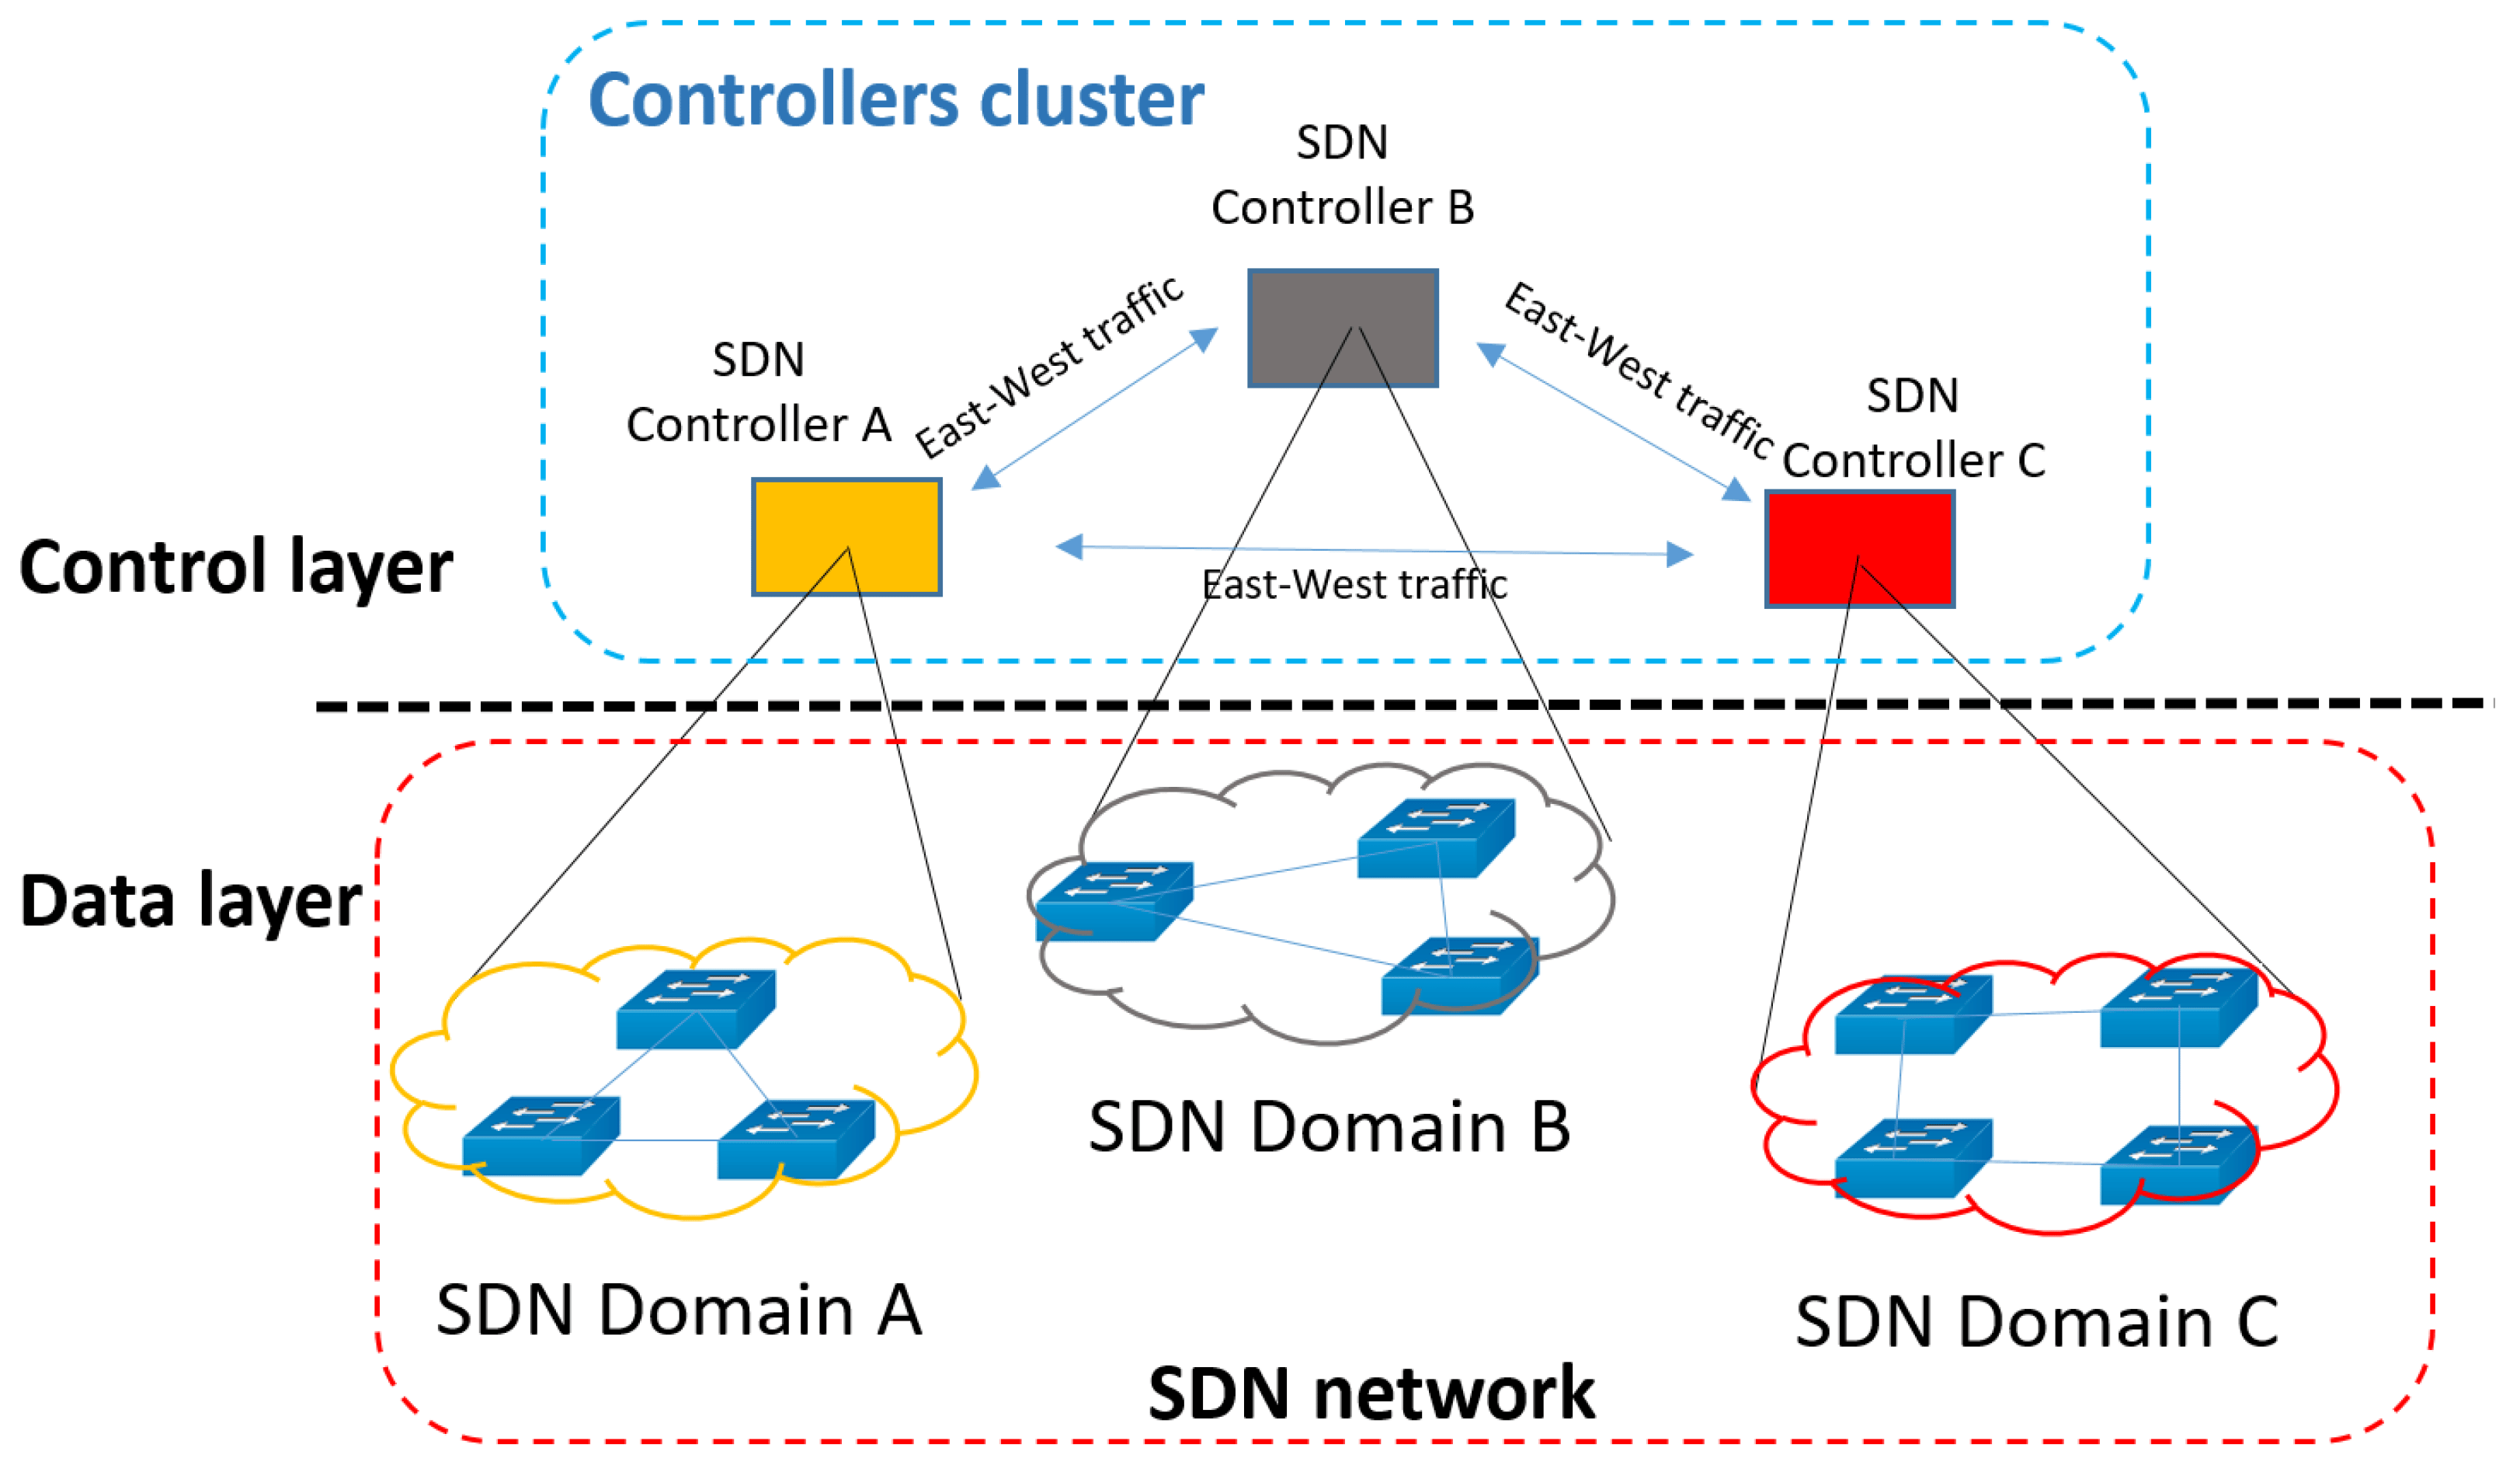 Controllers cluster
SDN
Controller B
East-West traffic
East-West traffic
SDN
Controller A
SDN
Controller C
East-West traffic
Control layer
Data layer
SDN Domain B
SDN Domain A
SDN Domain C
SDN network